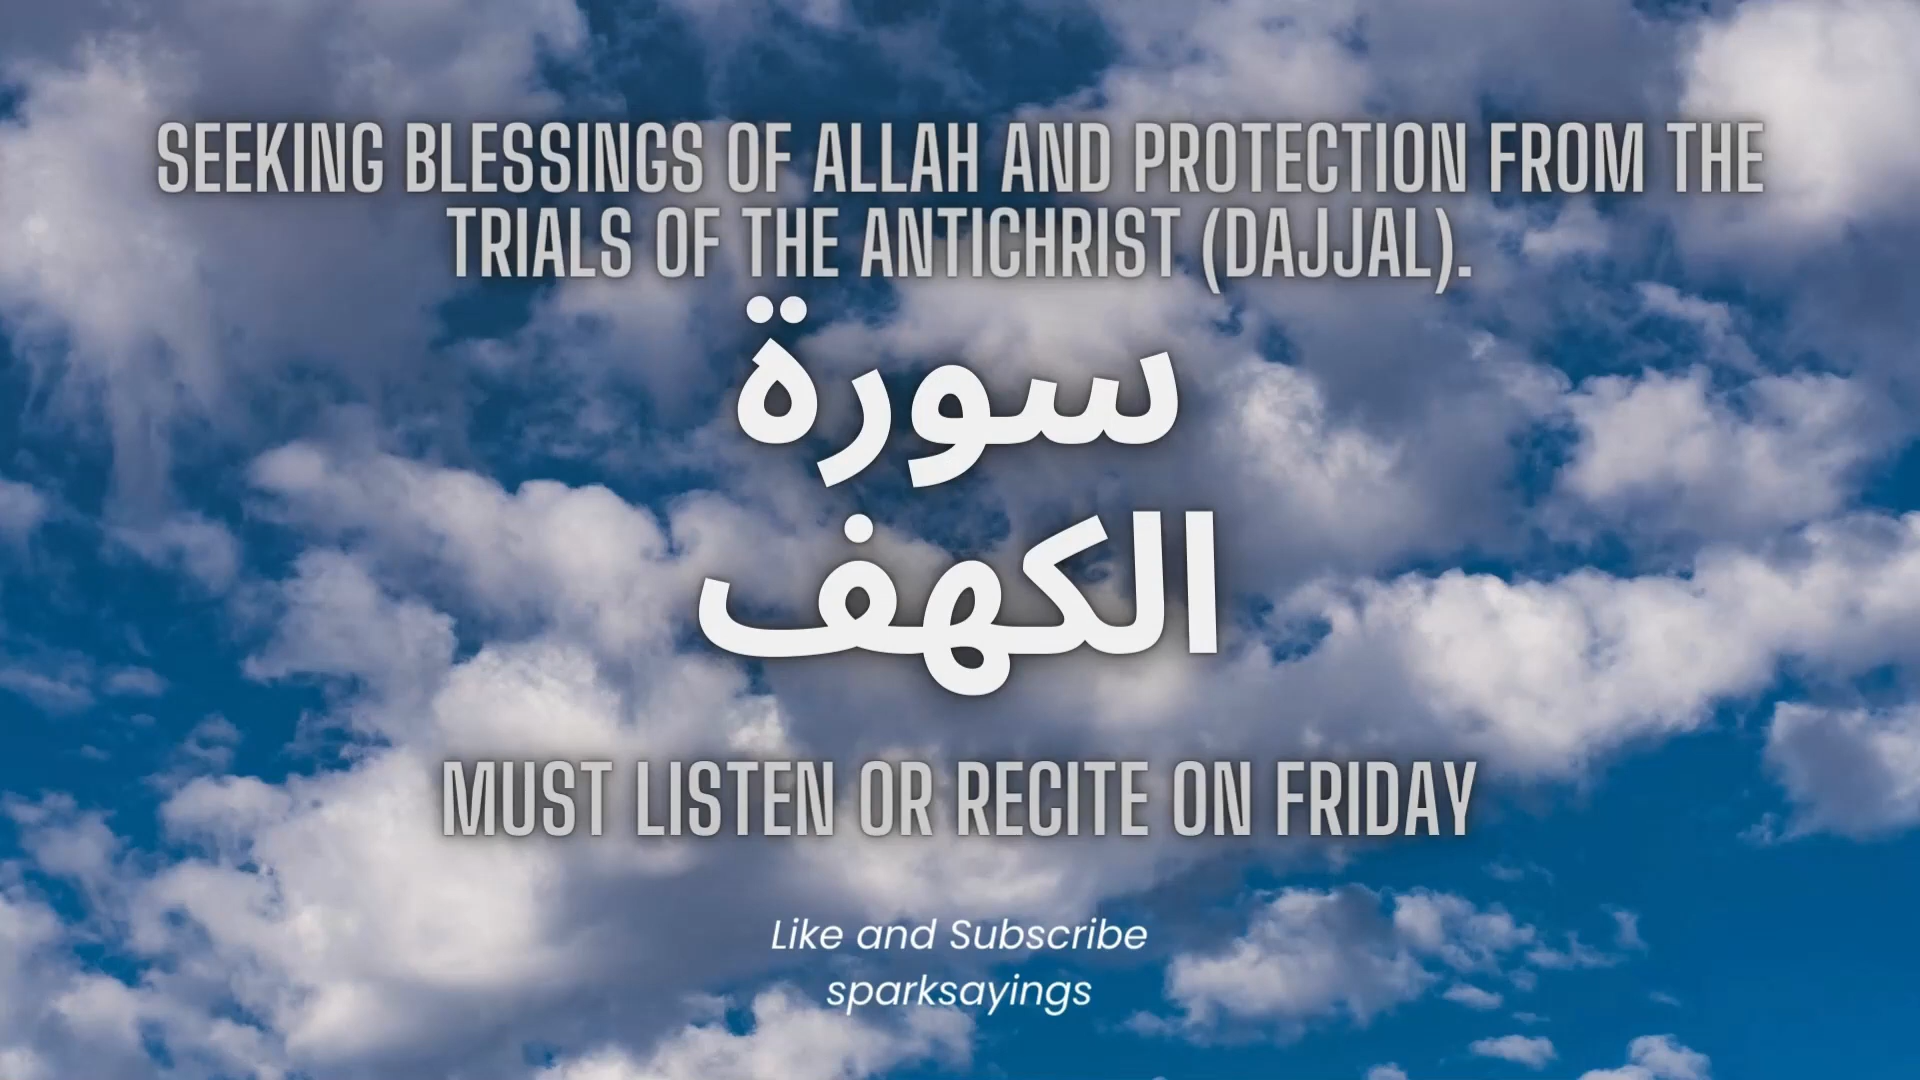 SEEKING BLESSINGS OF ALLAH AND PROTECTION FROM THE
TRIALS OF THE ANTICHRIST (DAJJAL).
سورة
الكهف
MUST LISTEN OR RECITE ON FRIDAY
Like and Subscribe
sparksayings